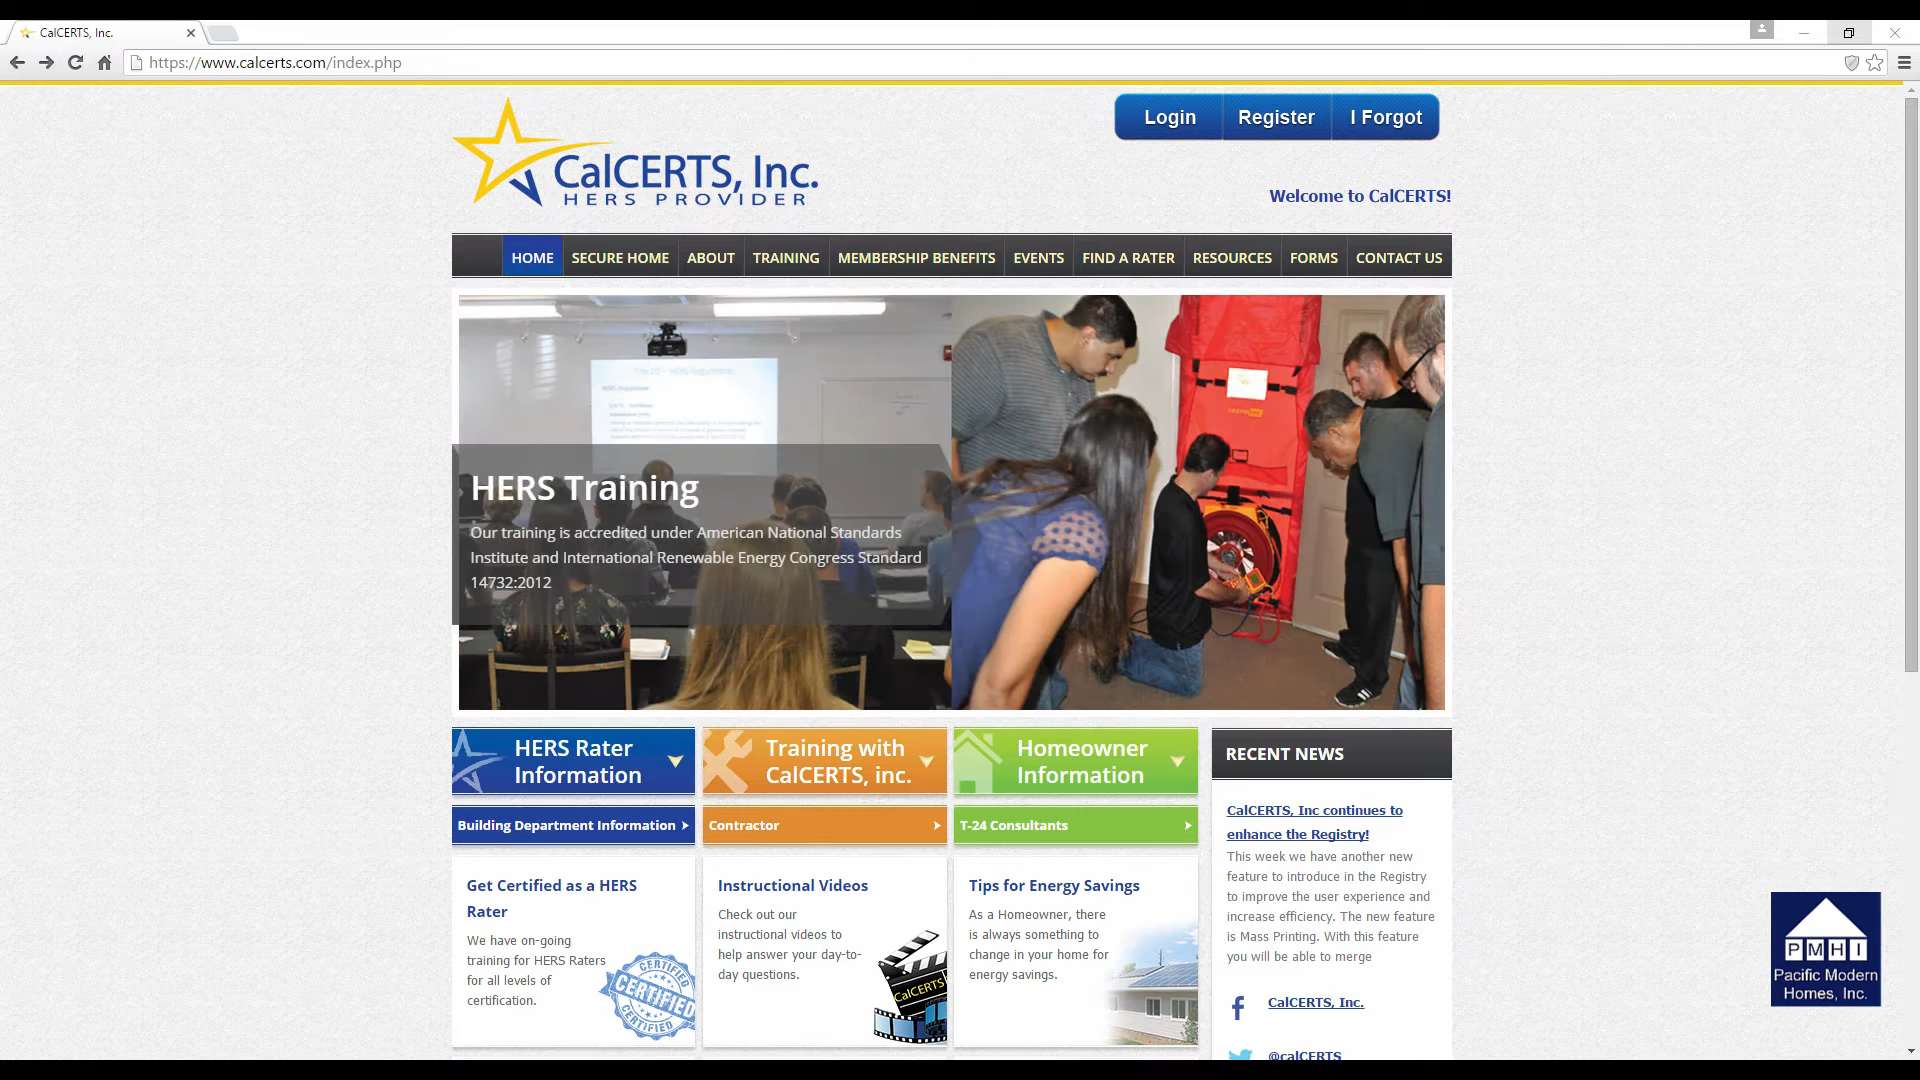 CalCERTS, Inc.
https://www.calcerts.com/index.php
Login
Register
I Forgot
CalCERTS, Inc.
HERS PROVIDER
Welcome to CalCERTS!
HOME
SECURE HOME
ABOUT
TRAINING
MEMBERSHIP BENEFITS
EVENTS
FIND A RATER
RESOURCES
FORMS
CONTACT US
HERS Training
Our training is accredited under American National Standards
Institute and International Renewable Energy Congress Standard
14732:2012
HERS Rater
Information
Training with
CalCERTS, inc.
Homeowner
Information
Building Department Information
Contractor
T-24 Consultants
Get Certified as a HERS
Rater
We have on-going
training for HERS Raters
for all levels of
certification.
CERTIFIED
CERTIFIED
CERTIFIED
Instructional Videos
Check out our
instructional videos to
help answer your day-to-
day questions.
CalCERTS
Tips for Energy Savings
As a Homeowner, there
is always something to
change in your home for
energy savings.
RECENT NEWS
CalCERTS, Inc continues to
enhance the Registry!
This week we have another new
feature to introduce in the Registry
to improve the user experience and
increase efficiency. The new feature
is Mass Printing. With this feature
you will be able to merge
CalCERTS, Inc.
@calCERTS
PMHI
Pacific Modern
Homes, Inc.